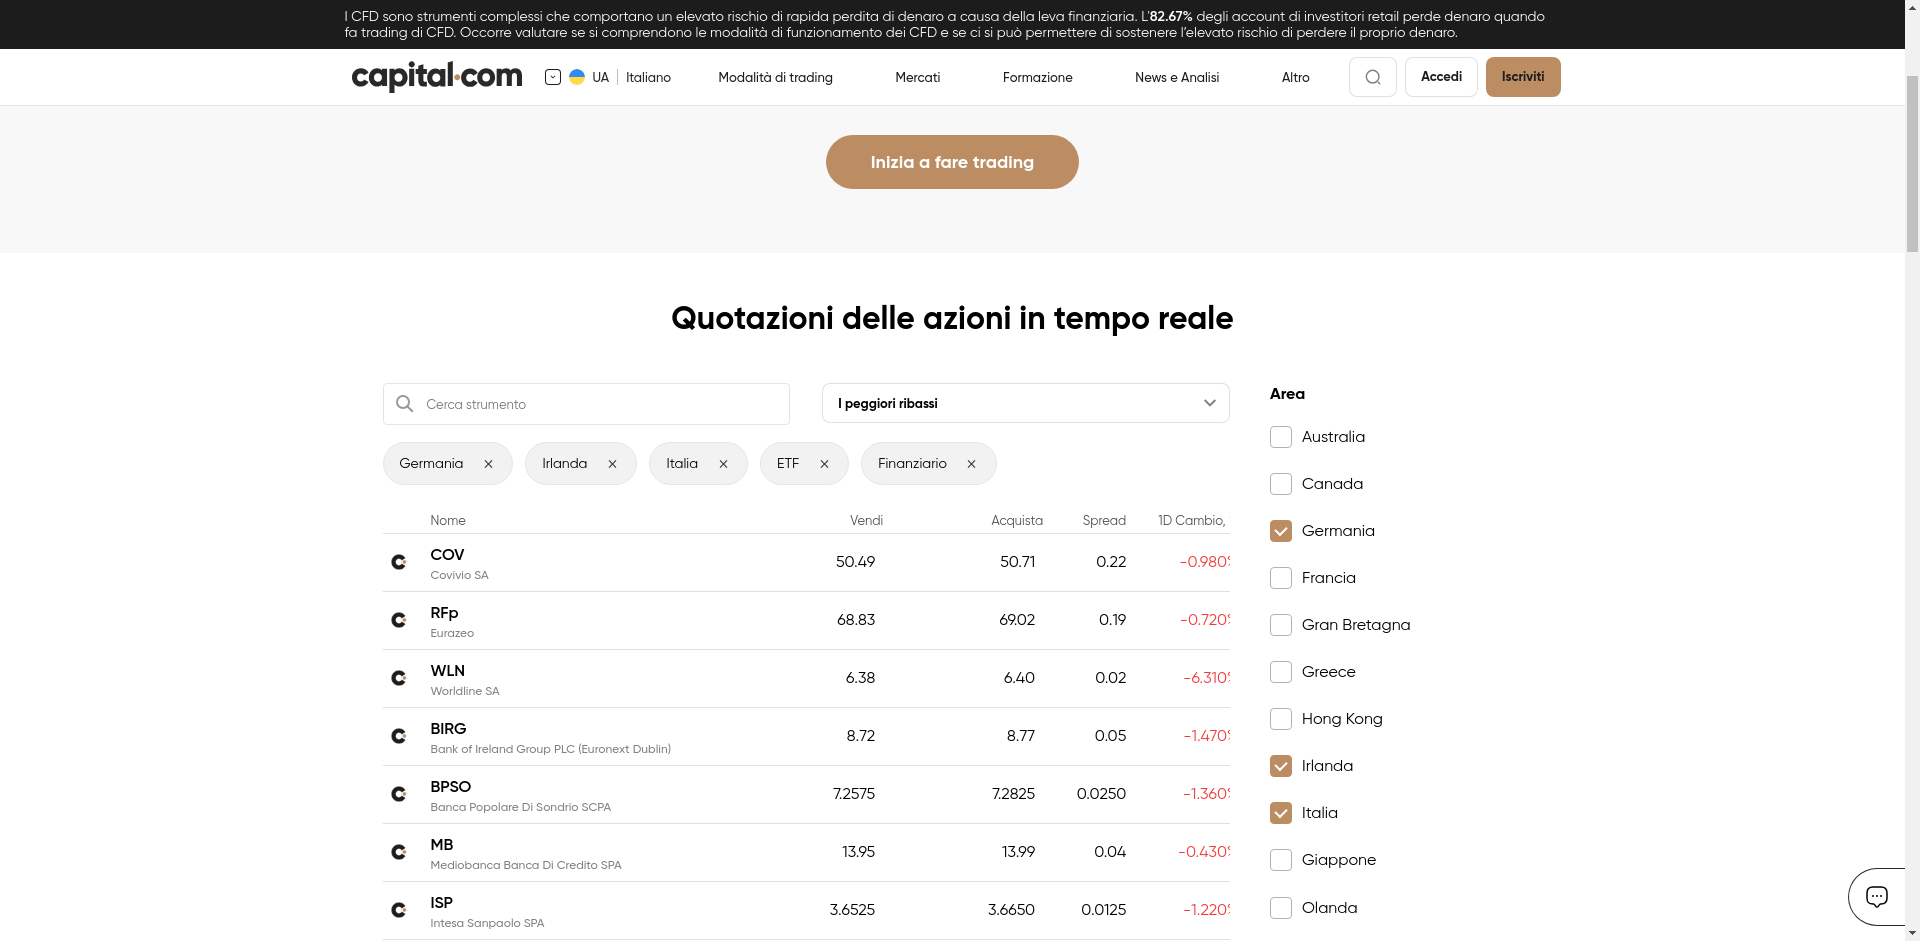 I CFD sono strumenti complessi che comportano un elevato rischio di rapida perdita di denaro a causa della leva finanziaria. L'82.67% degli account di investitori retail perde denaro quando
fa trading di CFD. Occorre valutare se si comprendono le modalità di funzionamento dei CFD e se ci si può permettere di sostenere l'elevato rischio di perdere il proprio denaro.
capital.com UA Italiano Modalità di trading Mercati Formazione News e Analisi Altro Accedi Iscriviti
Inizia a fare trading
Quotazioni delle azioni in tempo reale
Cerca strumento I peggiori ribassi
Germania Irlanda Italia ETF Finanziario
Nome Vendi Acquista Spread 1D Cambio,
COV 50.49 50.71 0.22 -0.980%
Covivio SA
RFp 68.83 69.02 0.19 -0.720%
Eurazeo
WLN 6.38 6.40 0.02 -6.310%
Worldline SA
BIRG 8.72 8.77 0.05 -1.470%
Bank of Ireland Group PLC (Euronext Dublin)
BPSO 7.2575 7.2825 0.0250 -1.360%
Banca Popolare Di Sondrio SCPA
MB 13.95 13.99 0.04 -0.430%
Mediobanca Banca Di Credito SPA
ISP 3.6525 3.6650 0.0125 -1.220%
Intesa Sanpaolo SPA
Area
Australia
Canada
Germania
Francia
Gran Bretagna
Greece
Hong Kong
Irlanda
Italia
Giappone
Olanda